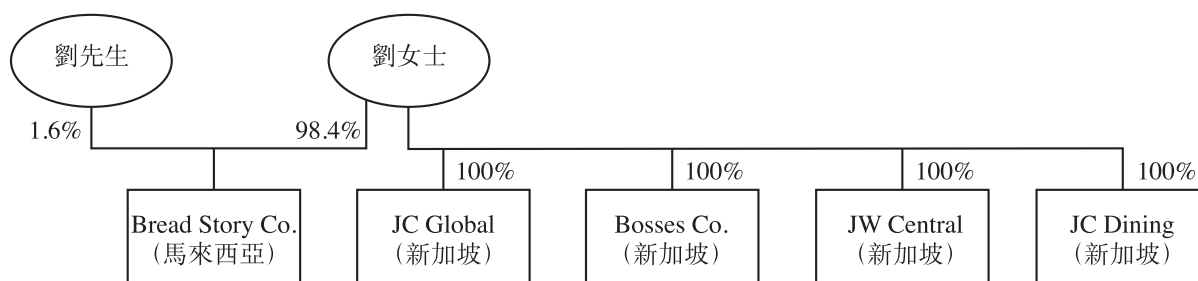 劉先生
劉女士
1.6%
98.4%
100%
100%
100%
100%
Bread Story Co.
（馬來西亞）
JC Global
（新加坡）
Bosses Co.
（新加坡）
JW Central
（新加坡）
JC Dining
（新加坡）